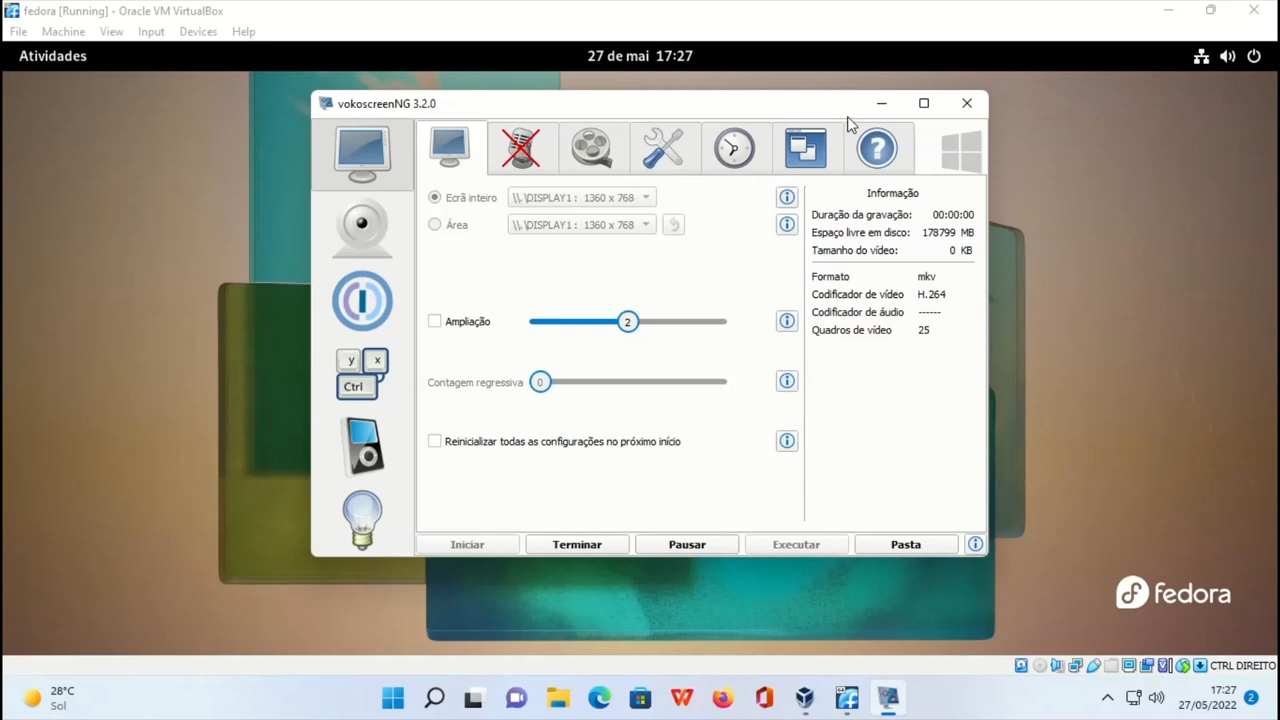 fedora [Running] - Oracle VM VirtualBox
File Machine View Input Devices Help
Atividades 27 de mai 17:27
vokoscreenNG 3.2.0
Ecrã inteiro \\.\DISPLAY1 : 1360 x 768
Área \\.\DISPLAY1 : 1360 x 768
Ampliação 2
Contagem regressiva 0
Reinicializar todas as configurações no próximo início
y x
Ctrl
Informação
Duração da gravação: 00:00:00
Espaço livre em disco: 178799 MB
Tamanho do vídeo: 0 KB
Formato mkv
Codificador de vídeo H.264
Codificador de áudio ------
Quadros de vídeo 25
Iniciar Terminar Pausar Executar Pasta
fedora
CTRL DIREITO
28°C
Sol
17:27
27/05/2022 2